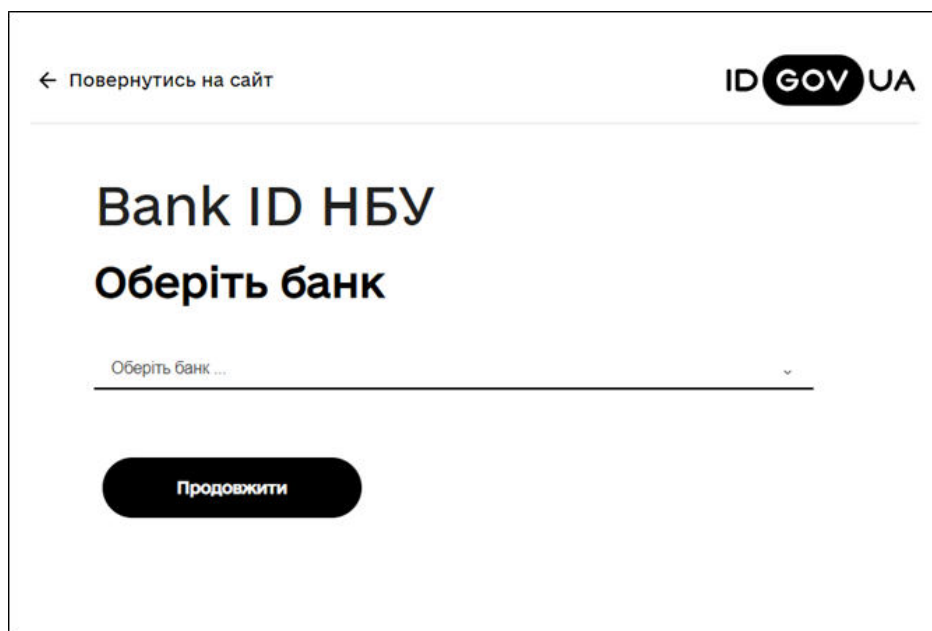 ← Повернутись на сайт
ID GOV UA
Bank ID НБУ
Оберіть банк
Оберіть банк ...
Продовжити